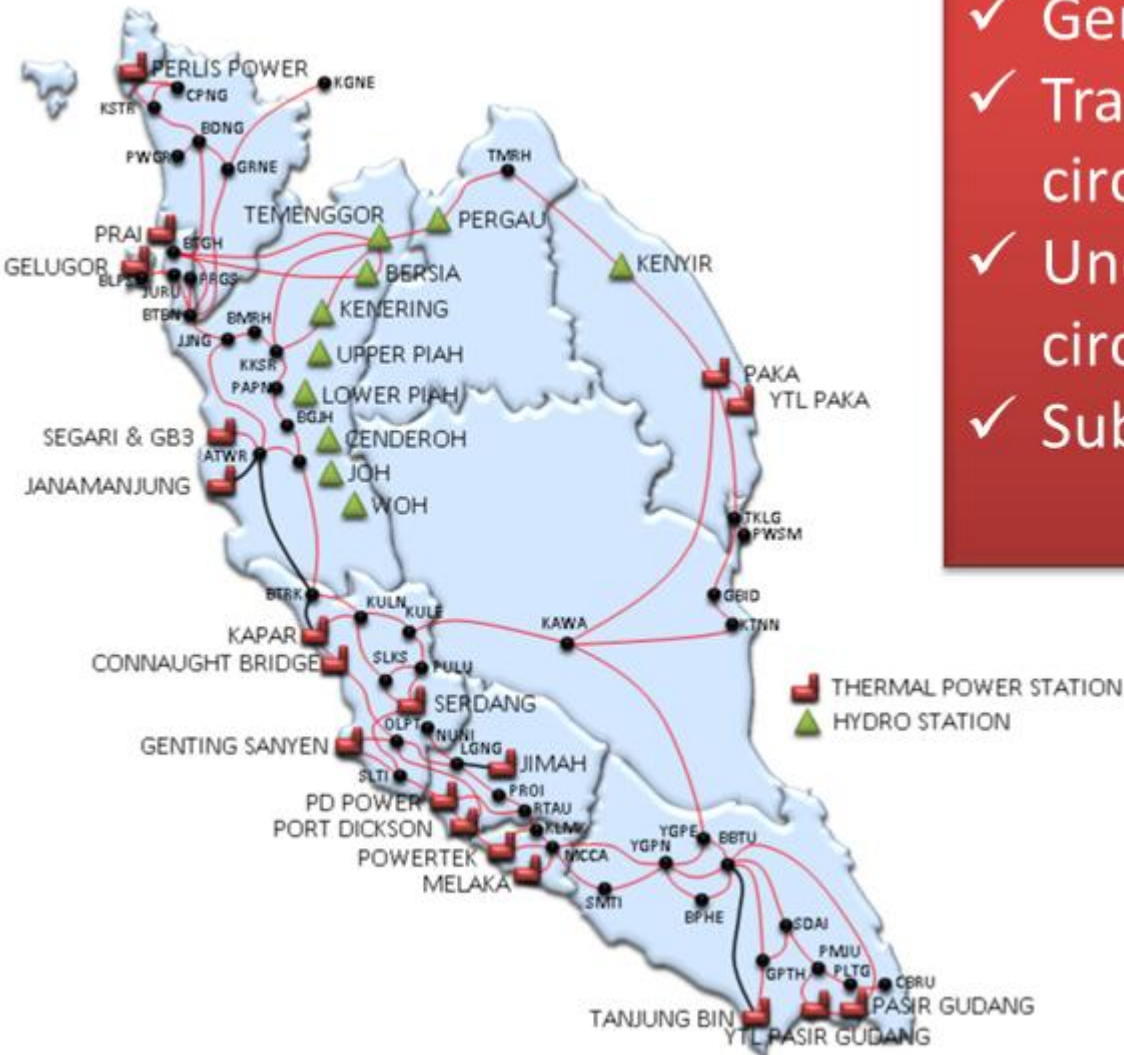 ✓ Ger
✓ Tra
circ
✓ Un
circ
✓ Sub
PERLIS POWER
KGNE
CPNG
KSTR
BDNG
PWGR
GRNE
TMRH
TEMENGGOR
PERGAU
PRAI
BTGH
KENYIR
GELUGOR
BERSIA
PRGS
JURU
BTBN
BMRH
KENERING
JJNG
KKSR
UPPER PIAH
PAPN
PAKA
LOWER PIAH
YTL PAKA
BGJH
SEGARI & GB3
CENDEROH
ATWR
JOH
JANAMANJUNG
WOH
TKLG
PWSM
BTRK
GBID
KULN
KULE
KAWA
KTNN
KAPAR
CONNAUGHT BRIDGE
SLKS
PULU
THERMAL POWER STATION
SERDANG
HYDRO STATION
OLPT
NUNI
GENTING SANYEN
LGNG
JIMAH
SLTI
PROI
PD POWER
RTAU
PORT DICKSON
KLMK
YGPE
BBTU
YGPN
POWERTEK
MCCA
MELAKA
SMTI
BPHE
SDAI
PMJU
GPTH
PLTG
CBRU
PASIR GUDANG
TANJUNG BIN
YTL PASIR GUDANG